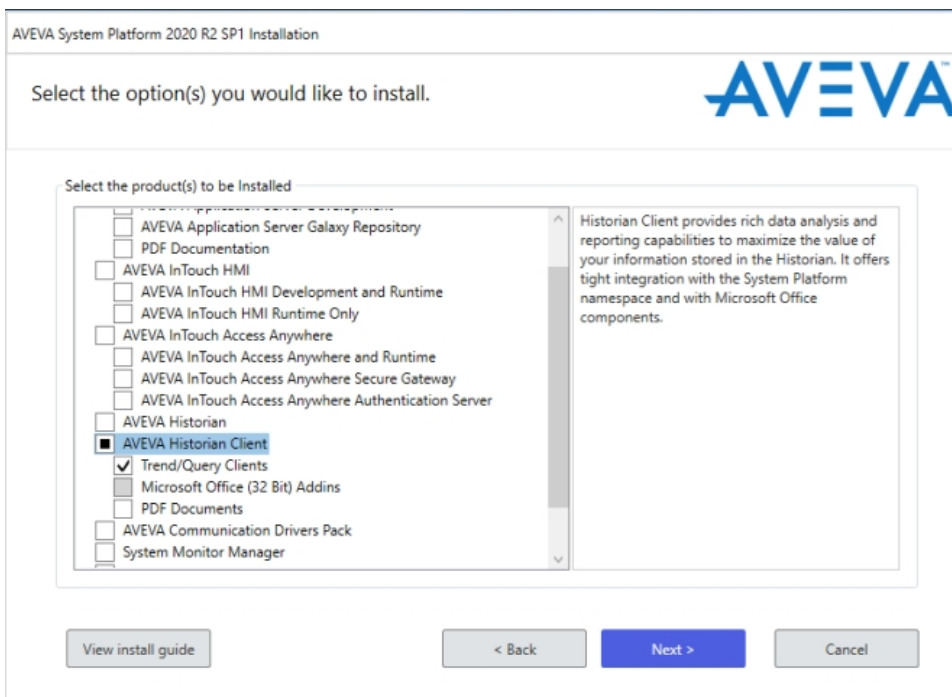 AVEVA System Platform 2020 R2 SP1 Installation
Select the option(s) you would like to install.
AVEVA™
Select the product(s) to be Installed
AVEVA Application Server Development
AVEVA Application Server Galaxy Repository
PDF Documentation
AVEVA InTouch HMI
AVEVA InTouch HMI Development and Runtime
AVEVA InTouch HMI Runtime Only
AVEVA InTouch Access Anywhere
AVEVA InTouch Access Anywhere and Runtime
AVEVA InTouch Access Anywhere Secure Gateway
AVEVA InTouch Access Anywhere Authentication Server
AVEVA Historian
AVEVA Historian Client
Trend/Query Clients
Microsoft Office (32 Bit) Addins
PDF Documents
AVEVA Communication Drivers Pack
System Monitor Manager
Historian Client provides rich data analysis and
reporting capabilities to maximize the value of
your information stored in the Historian. It offers
tight integration with the System Platform
namespace and with Microsoft Office
components.
View install guide
< Back
Next >
Cancel